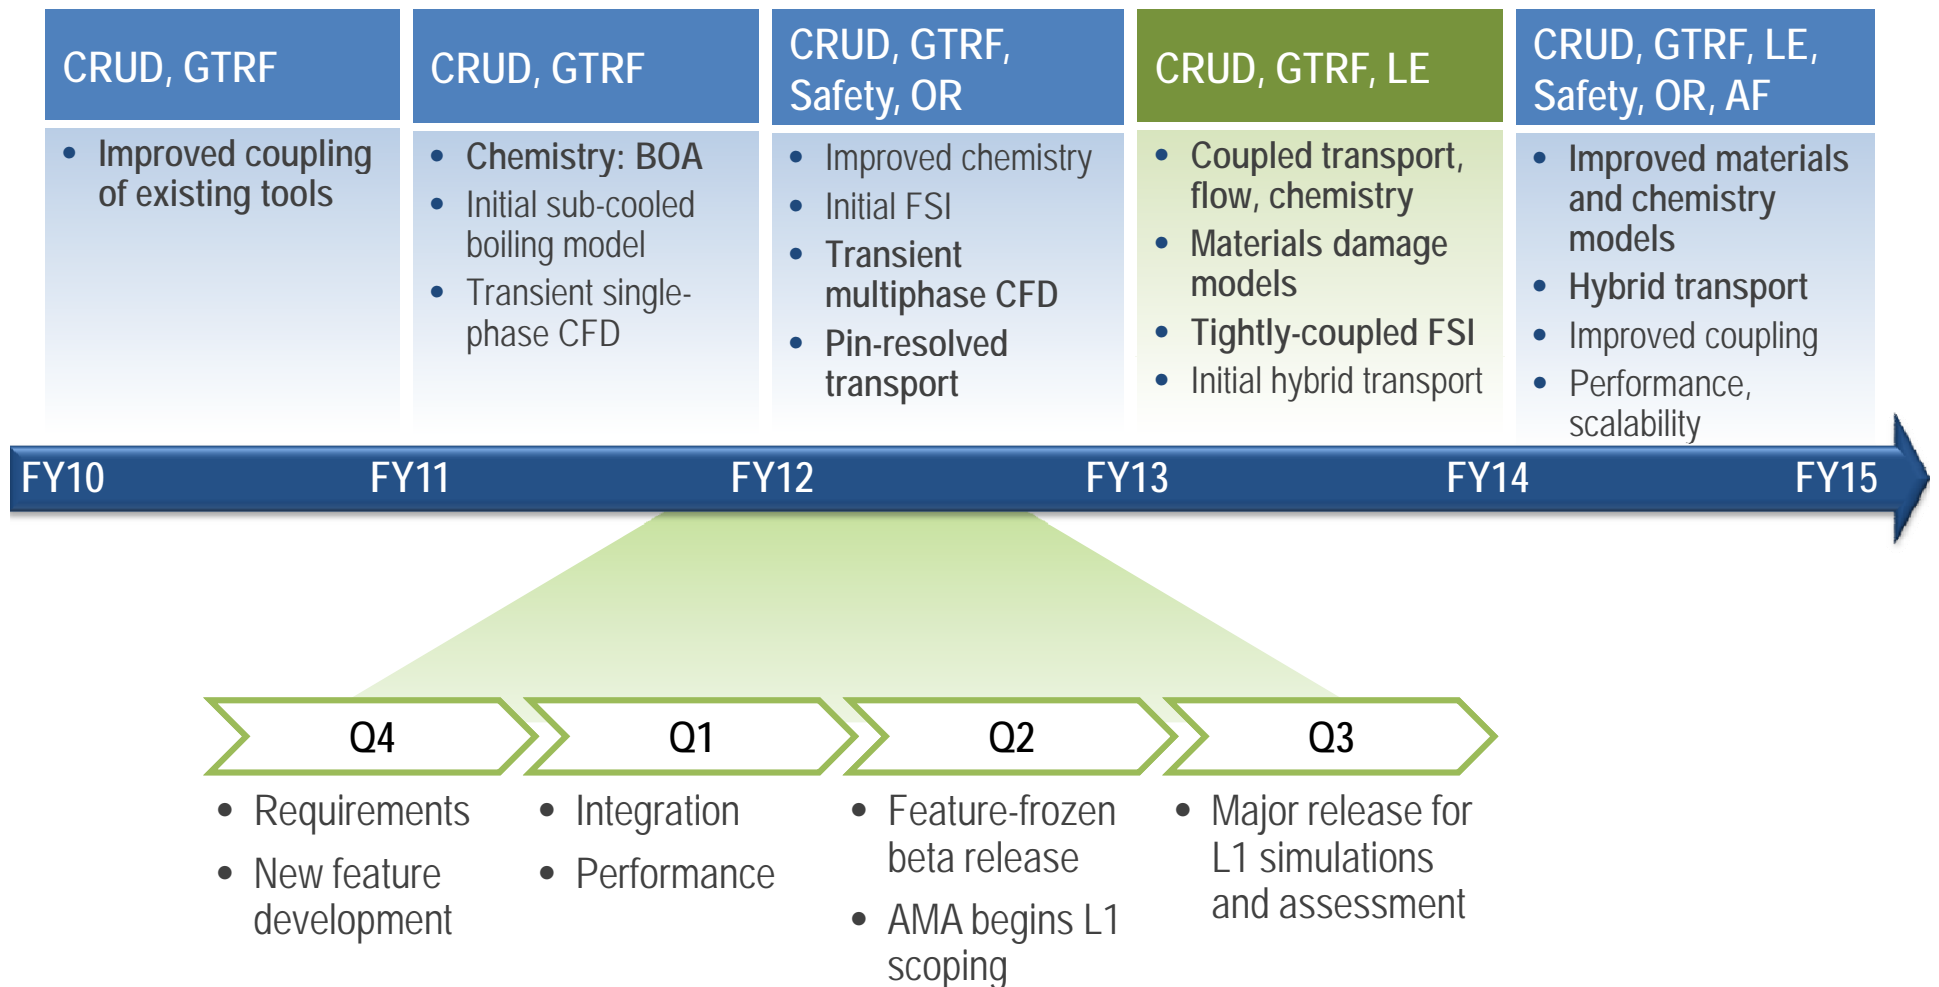 CRUD, GTRF
• Improved coupling
of existing tools
CRUD, GTRF
• Chemistry: BOA
• Initial sub-cooled
boiling model
• Transient single-
phase CFD
CRUD, GTRF,
Safety, OR
• Improved chemistry
• Initial FSI
• Transient
multiphase CFD
• Pin-resolved
transport
CRUD, GTRF, LE
• Coupled transport,
flow, chemistry
• Materials damage
models
• Tightly-coupled FSI
• Initial hybrid transport
CRUD, GTRF, LE,
Safety, OR, AF
• Improved materials
and chemistry
models
• Hybrid transport
• Improved coupling
• Performance,
scalability
FY10 FY11 FY12 FY13 FY14 FY15
Q4
• Requirements
• New feature
development
Q1
• Integration
• Performance
Q2
• Feature-frozen
beta release
• AMA begins L1
scoping
Q3
• Major release for
L1 simulations
and assessment